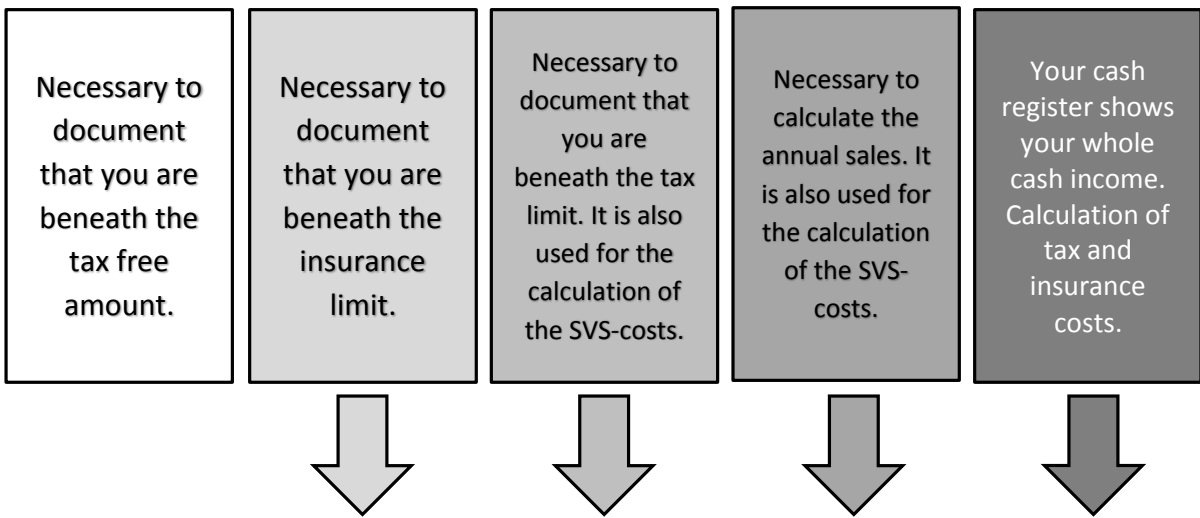 Necessary to
document
that you are
beneath the
tax free
amount.
Necessary to
document
that you are
beneath the
insurance
limit.
Necessary to
document that
you are
beneath the tax
limit. It is also
used for the
calculation of
the SVS-costs.
Necessary to
calculate the
annual sales. It
is also used for
the calculation
of the SVS-
costs.
Your cash
register shows
your whole
cash income.
Calculation of
tax and
insurance
costs.